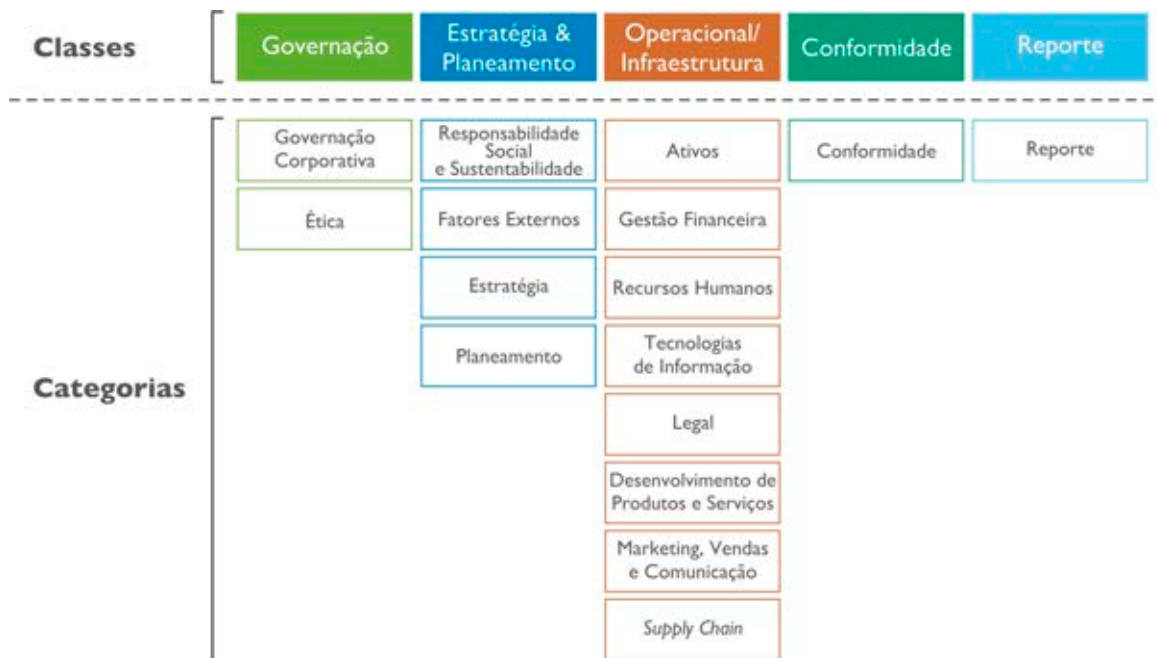 Classes
Governação
Estratégia &
Planeamento
Operacional/
Infraestrutura
Conformidade
Reporte
Categorias
Governação
Corporativa
Responsabilidade
Social
e Sustentabilidade
Ativos
Conformidade
Reporte
Ética
Fatores Externos
Gestão Financeira
Estratégia
Recursos Humanos
Planeamento
Tecnologias
de Informação
Legal
Desenvolvimento de
Produtos e Serviços
Marketing, Vendas
e Comunicação
Supply Chain